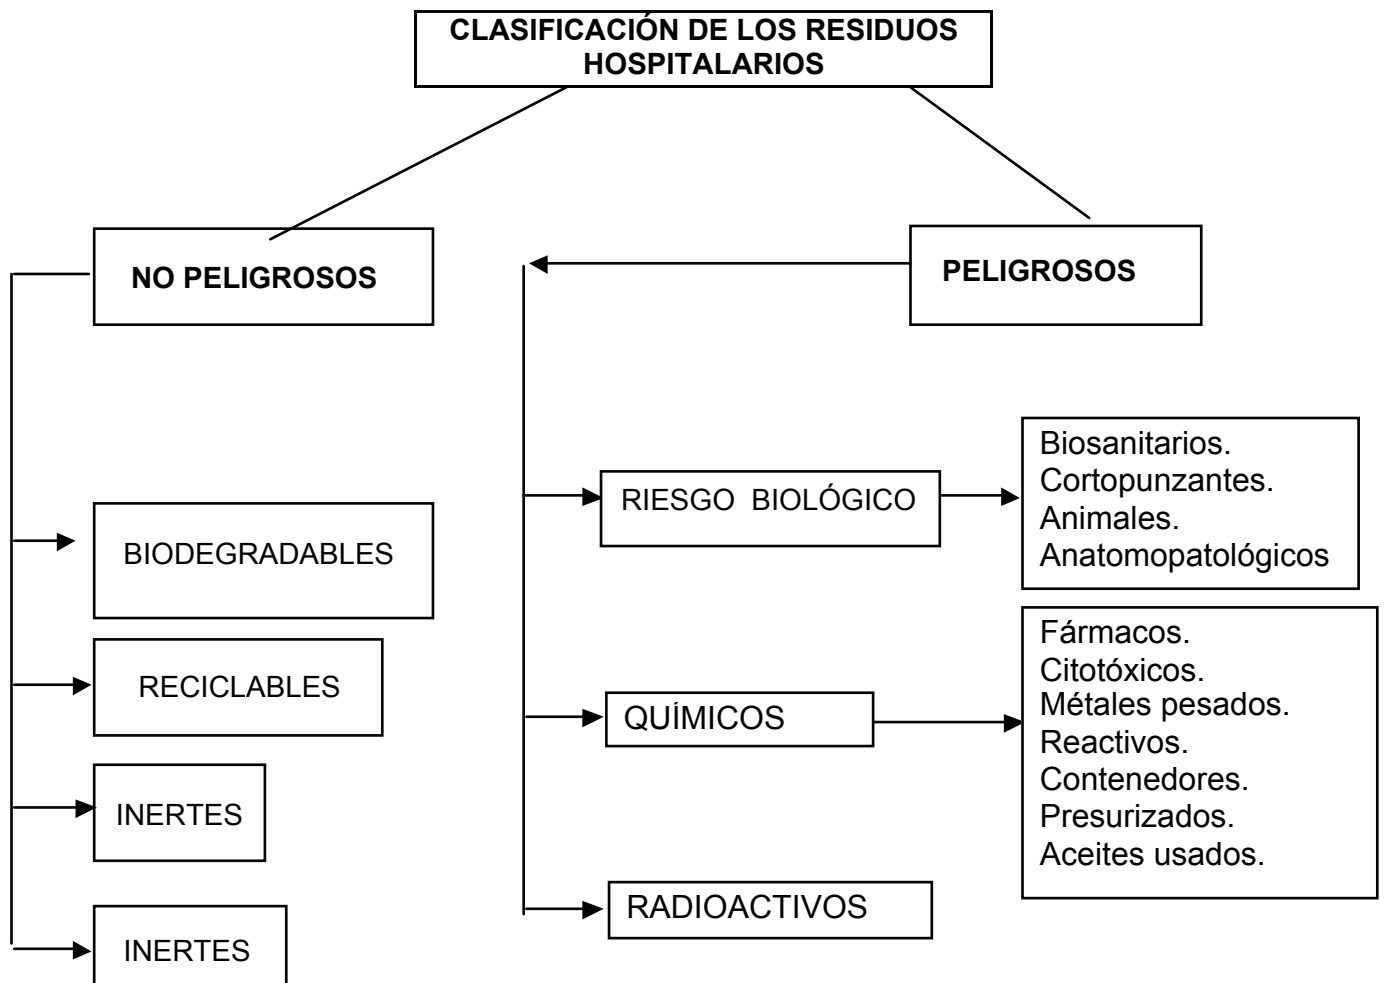 CLASIFICACIÓN DE LOS RESIDUOS
HOSPITALARIOS
NO PELIGROSOS
PELIGROSOS
BIODEGRADABLES
RECICLABLES
INERTES
INERTES
RIESGO BIOLÓGICO
Biosanitarios.
Cortopunzantes.
Animales.
Anatomopatológicos
QUÍMICOS
Fármacos.
Citotóxicos.
Métales pesados.
Reactivos.
Contenedores.
Presurizados.
Aceites usados.
RADIOACTIVOS